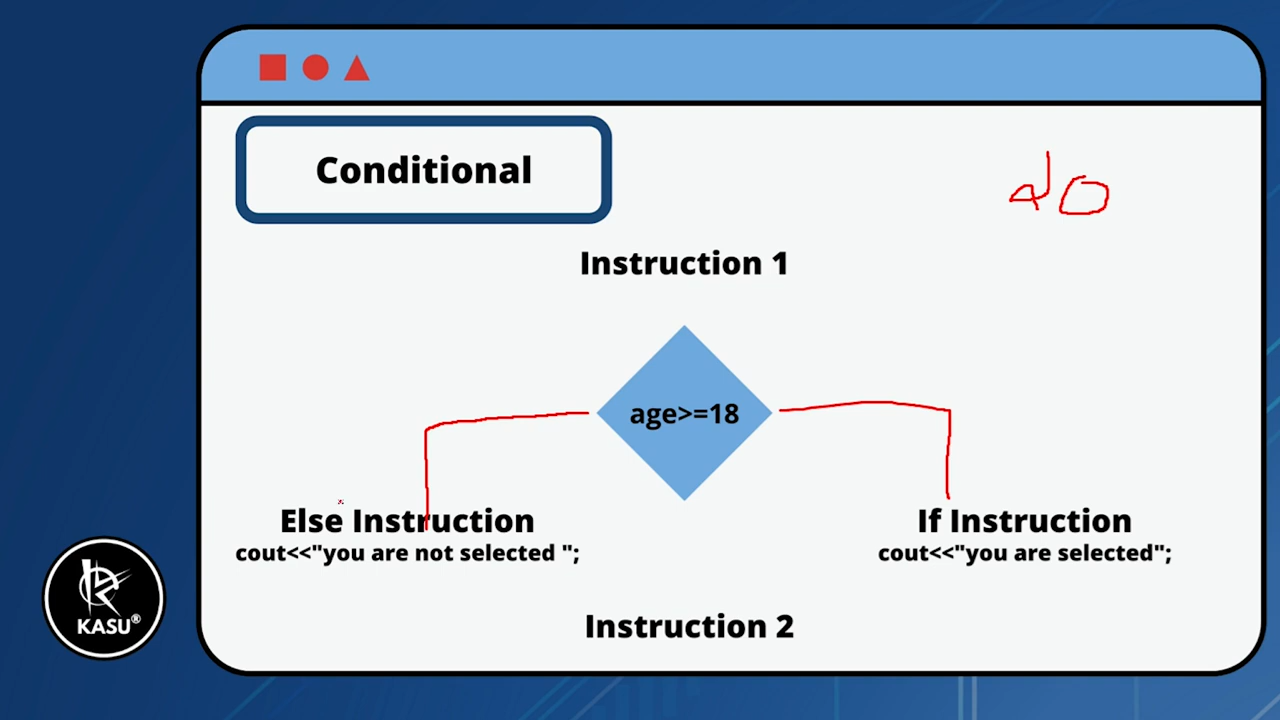 Conditional
Instruction 1
age>=18
Else Instruction
cout<<"you are not selected ";
If Instruction
cout<<"you are selected";
Instruction 2
KASU®